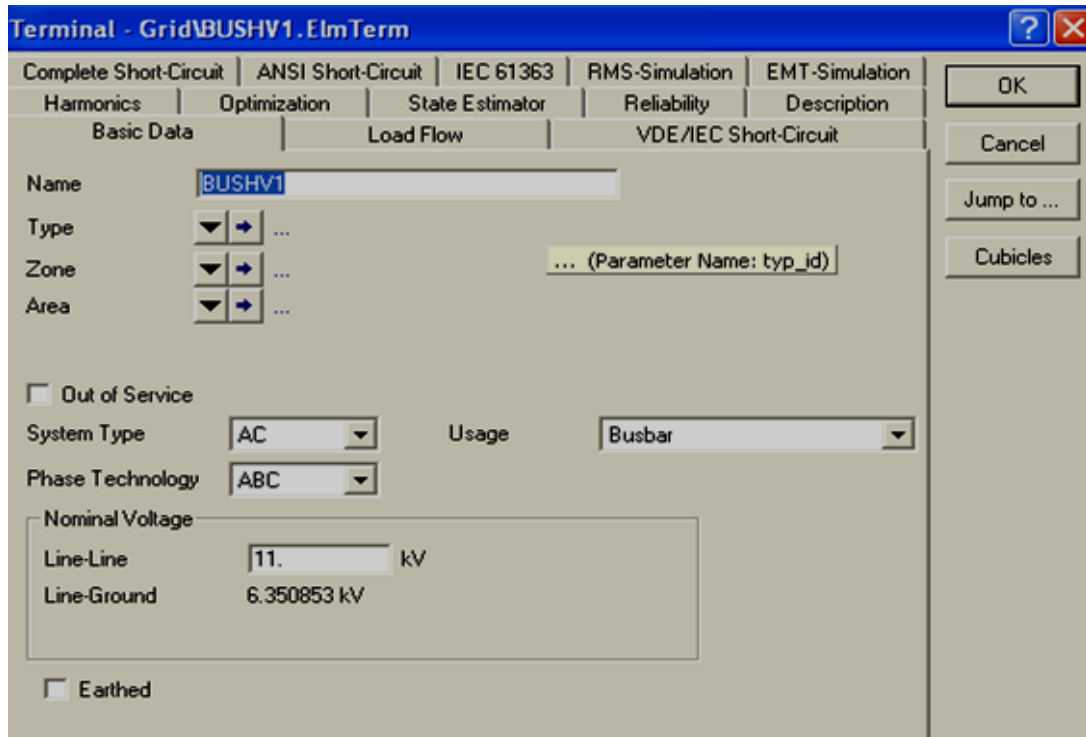 Terminal - Grid\BUSHV1.ElmTerm
Complete Short-Circuit ANSI Short-Circuit IEC 61363 RMS-Simulation EMT-Simulation
Harmonics Optimization State Estimator Reliability Description
Basic Data Load Flow VDE/IEC Short-Circuit
OK
Cancel
Jump to ...
Cubicles
Name BUSHV1
Type ...
... (Parameter Name: typ_id)
Zone ...
Area ...
Out of Service
System Type AC Usage Busbar
Phase Technology ABC
Nominal Voltage
Line-Line 11. kV
Line-Ground 6.350853 kV
Earthed